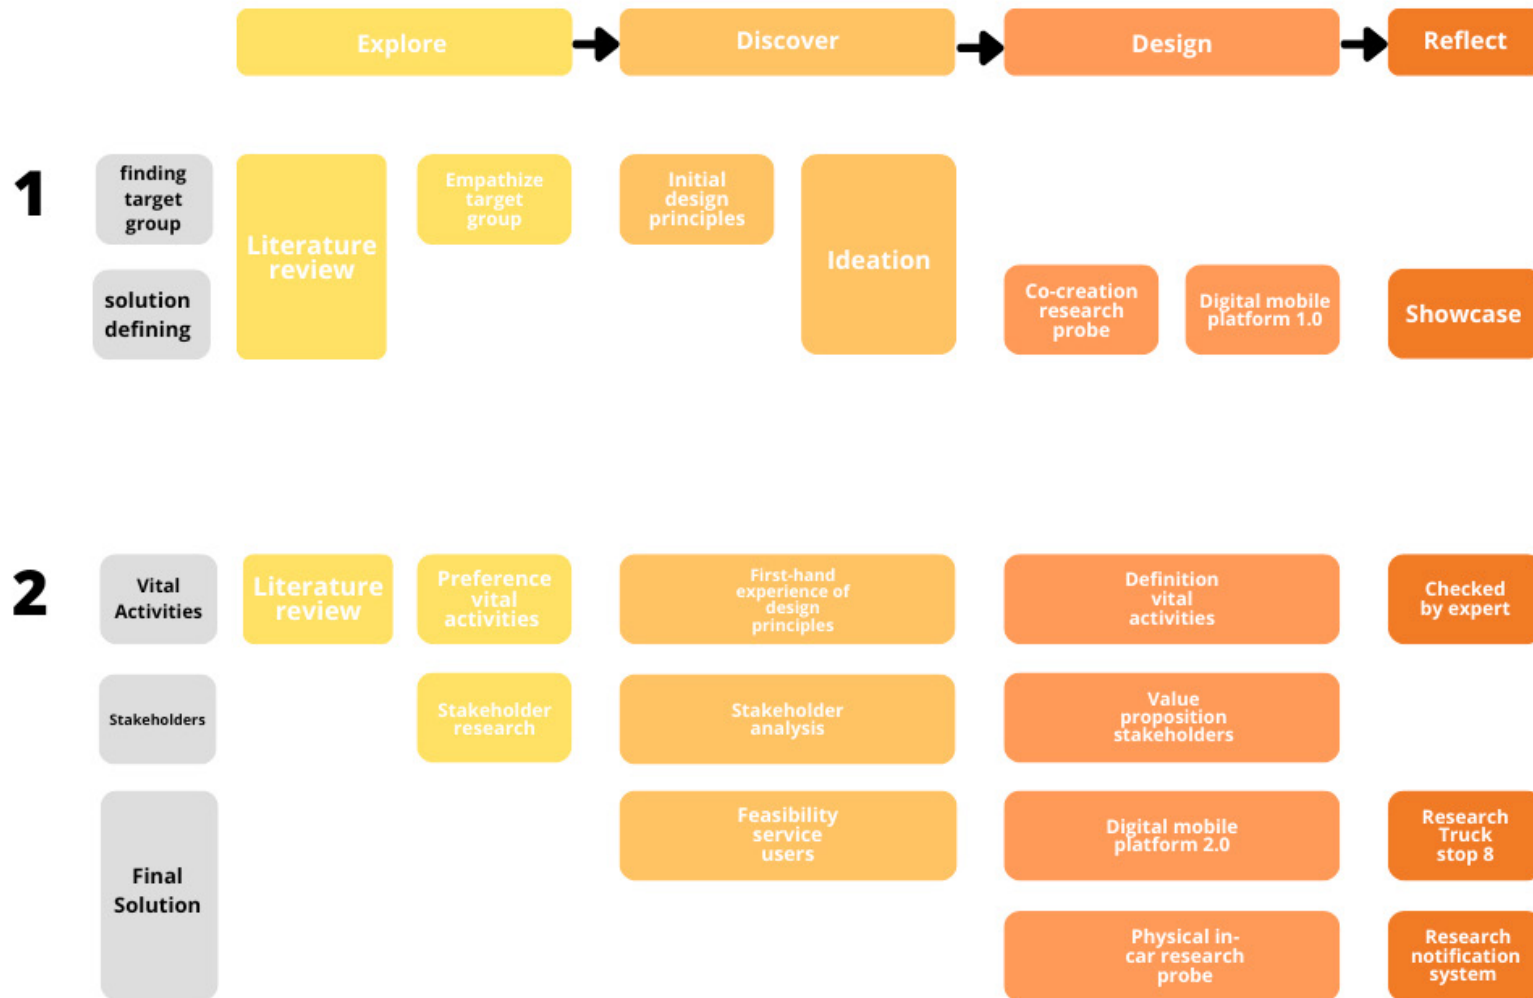 Explore
Discover
Design
Reflect
1
finding
target
group
Literature
review
Empathize
target
group
Initial
design
principles
Ideation
solution
defining
Co-creation
research
probe
Digital mobile
platform 1.0
Showcase
2
Vital
Activities
Literature
review
Preference
vital
activities
First-hand
experience of
design
principles
Definition
vital
activities
Checked
by expert
Stakeholders
Stakeholder
research
Stakeholder
analysis
Value
proposition
stakeholders
Final
Solution
Feasibility
service
users
Digital mobile
platform 2.0
Research
Truck
stop 8
Physical in-
car research
probe
Research
notification
system